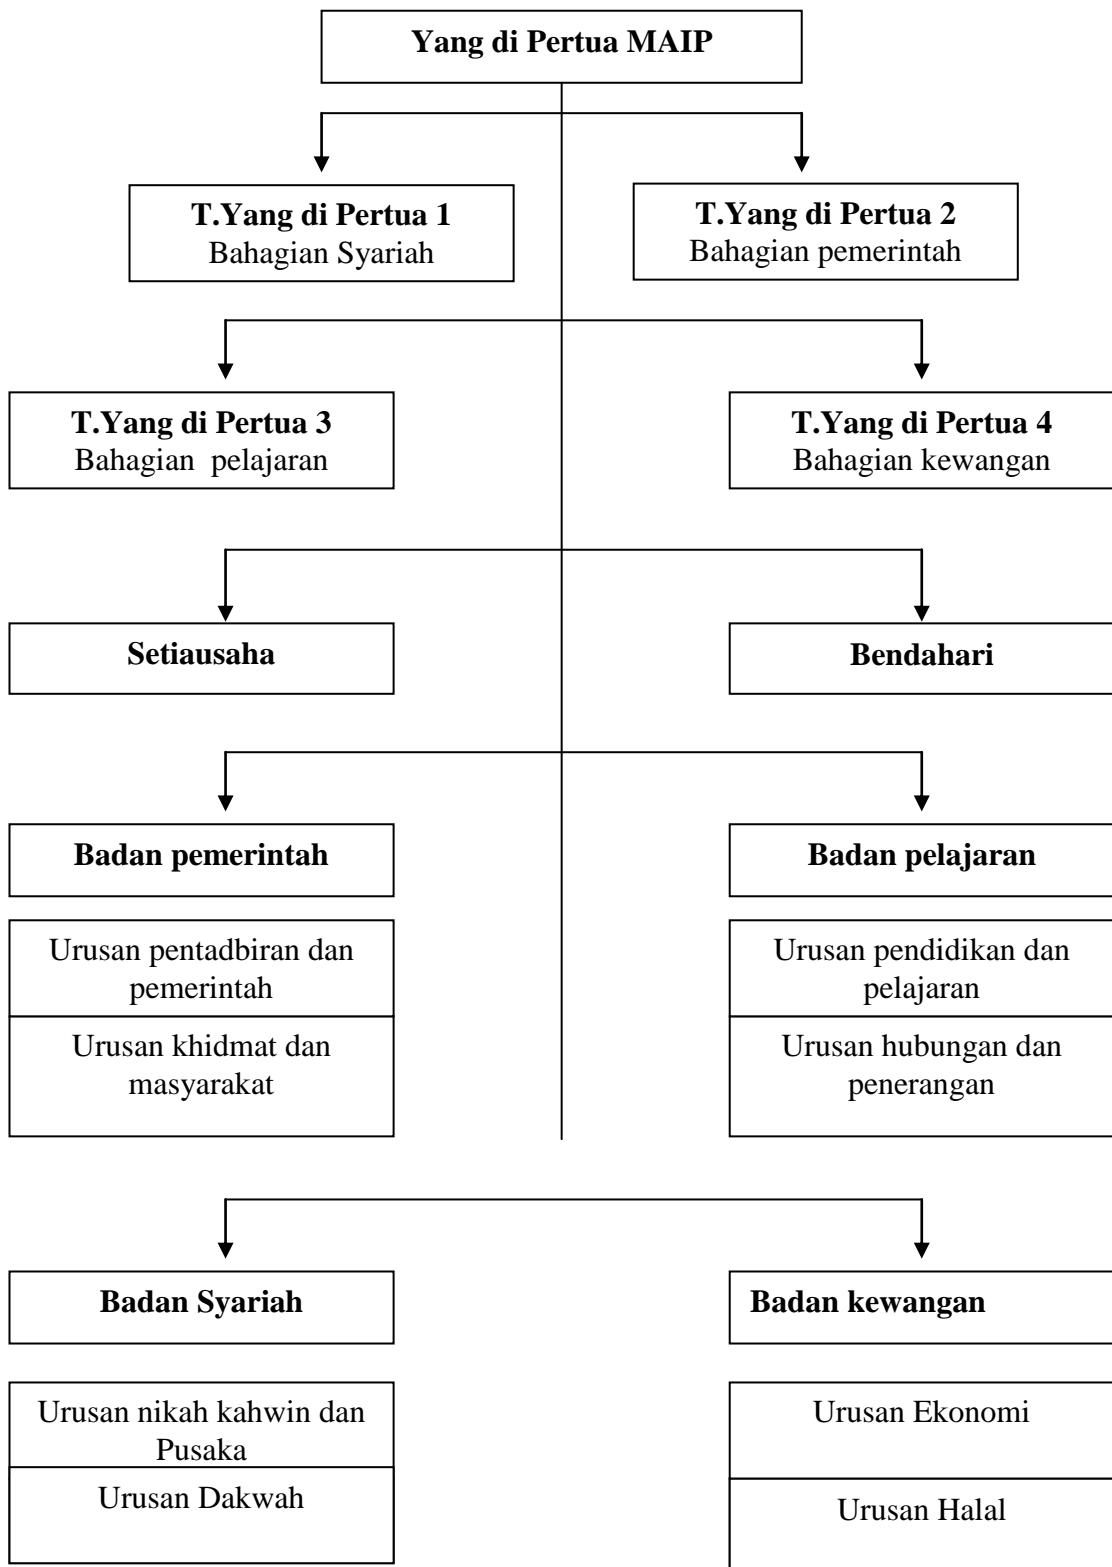 Yang di Pertua MAIP
T.Yang di Pertua 1
Bahagian Syariah
T.Yang di Pertua 2
Bahagian pemerintah
T.Yang di Pertua 3
Bahagian  pelajaran
T.Yang di Pertua 4
Bahagian kewangan
Setiausaha
Bendahari
Badan pemerintah
Badan pelajaran
Urusan pentadbiran dan
pemerintah
Urusan pendidikan dan
pelajaran
Urusan khidmat dan
masyarakat
Urusan hubungan dan
penerangan
Badan Syariah
Badan kewangan
Urusan nikah kahwin dan
Pusaka
Urusan Ekonomi
Urusan Dakwah
Urusan Halal